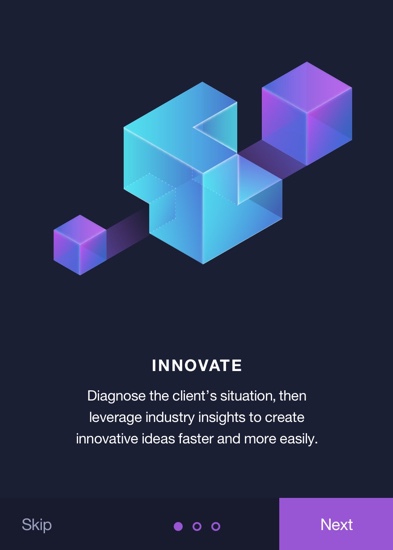 INNOVATE
Diagnose the client's situation, then
leverage industry insights to create
innovative ideas faster and more easily.
Skip
Next